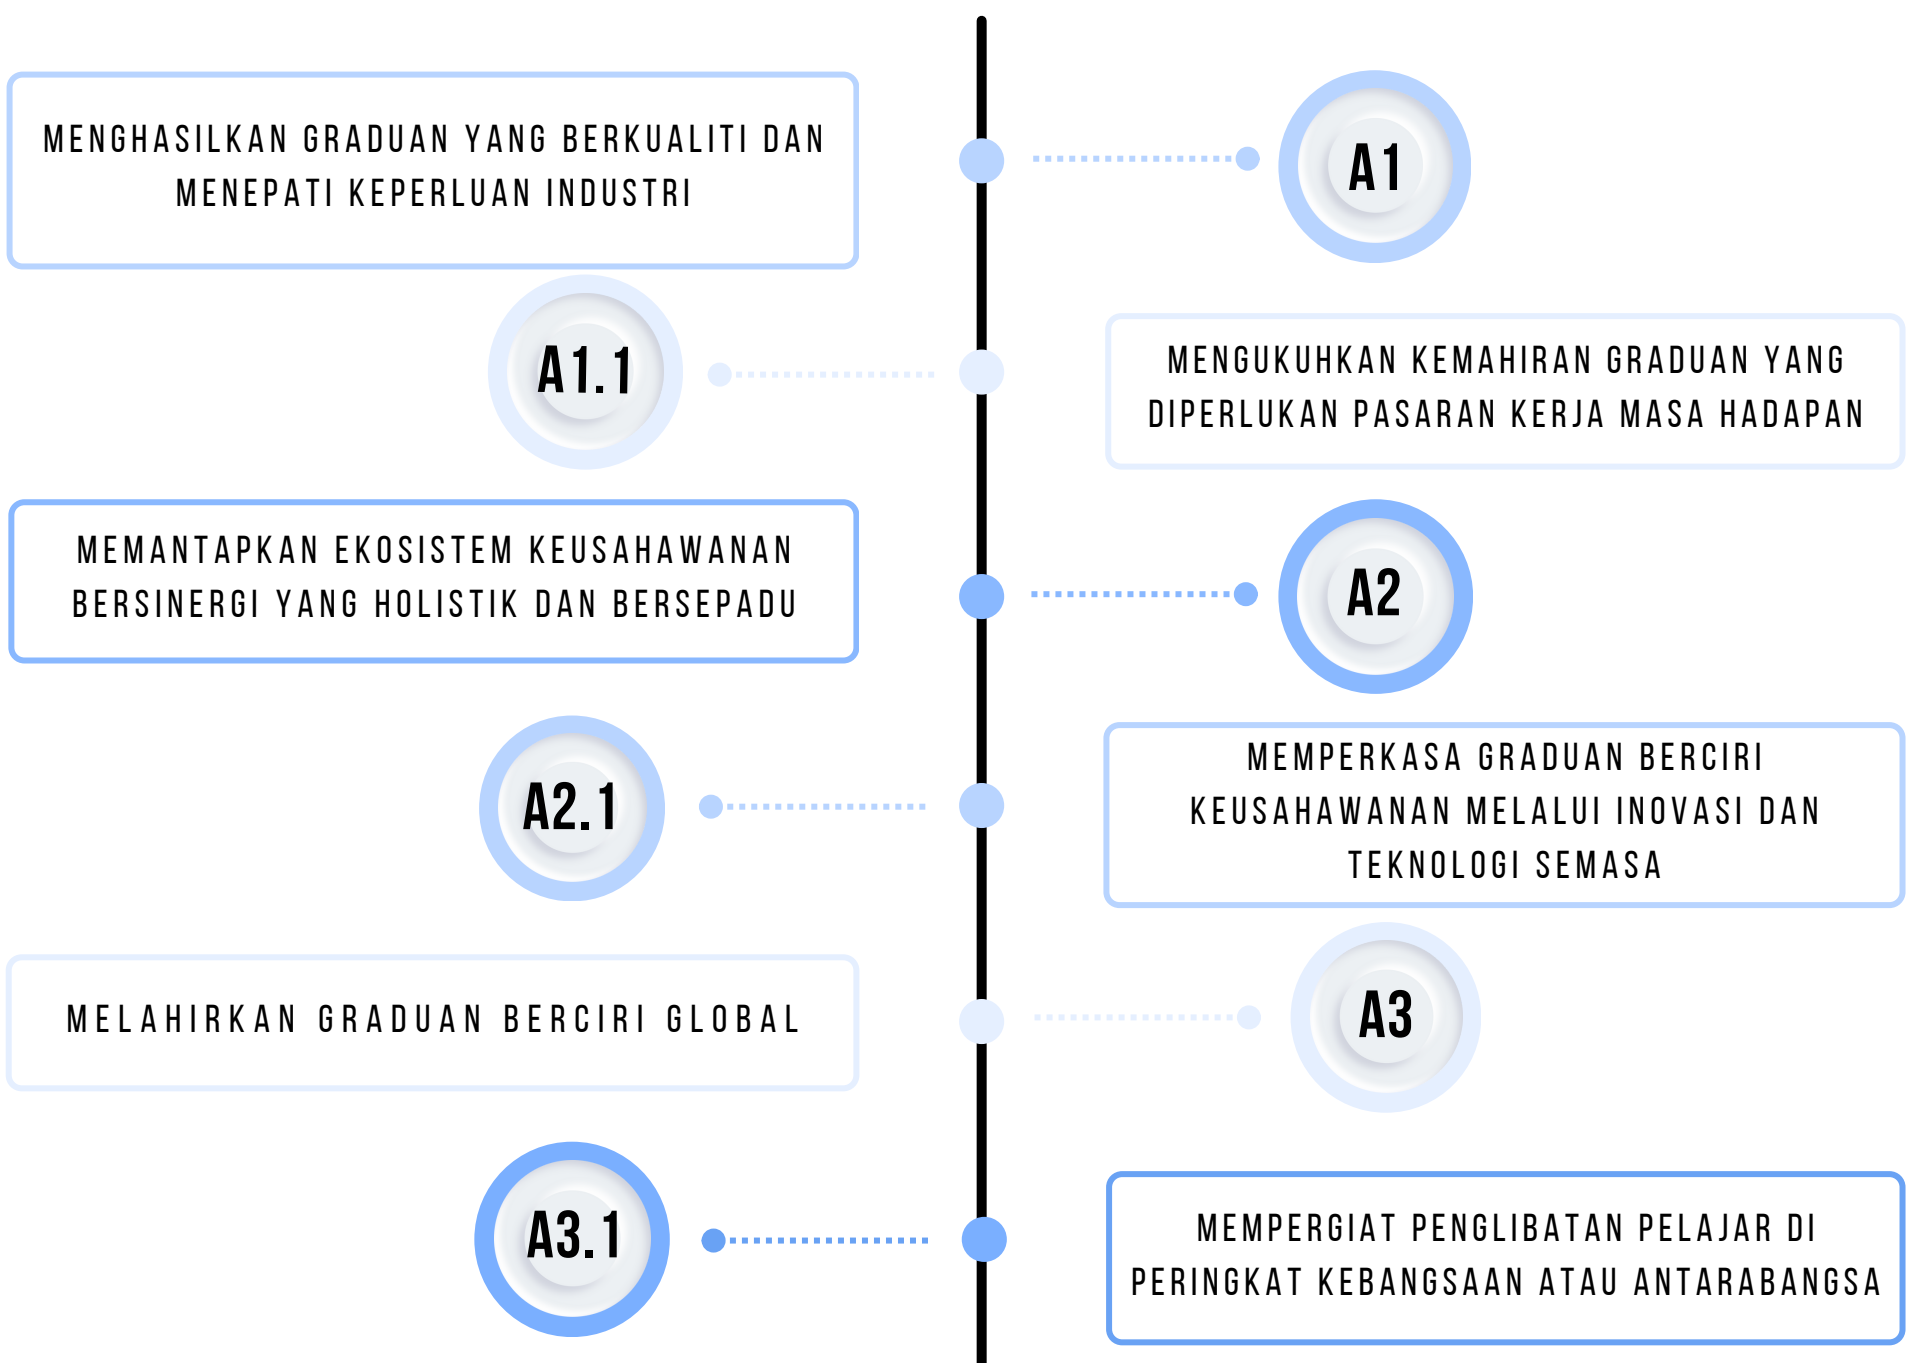 MENGHASILKAN GRADUAN YANG BERKUALITI DAN
MENEPATI KEPERLUAN INDUSTRI
A1
A1.1
MENGUKUHKAN KEMAHIRAN GRADUAN YANG
DIPERLUKAN PASARAN KERJA MASA HADAPAN
MEMANTAPKAN EKOSISTEM KEUSAHAWANAN
BERSINERGI YANG HOLISTIK DAN BERSEPADU
A2
A2.1
MEMPERKASA GRADUAN BERCIRI
KEUSAHAWANAN MELALUI INOVASI DAN
TEKNOLOGI SEMASA
MELAHIRKAN GRADUAN BERCIRI GLOBAL
A3
A3.1
MEMPERGIAT PENGLIBATAN PELAJAR DI
PERINGKAT KEBANGSAAN ATAU ANTARABANGSA